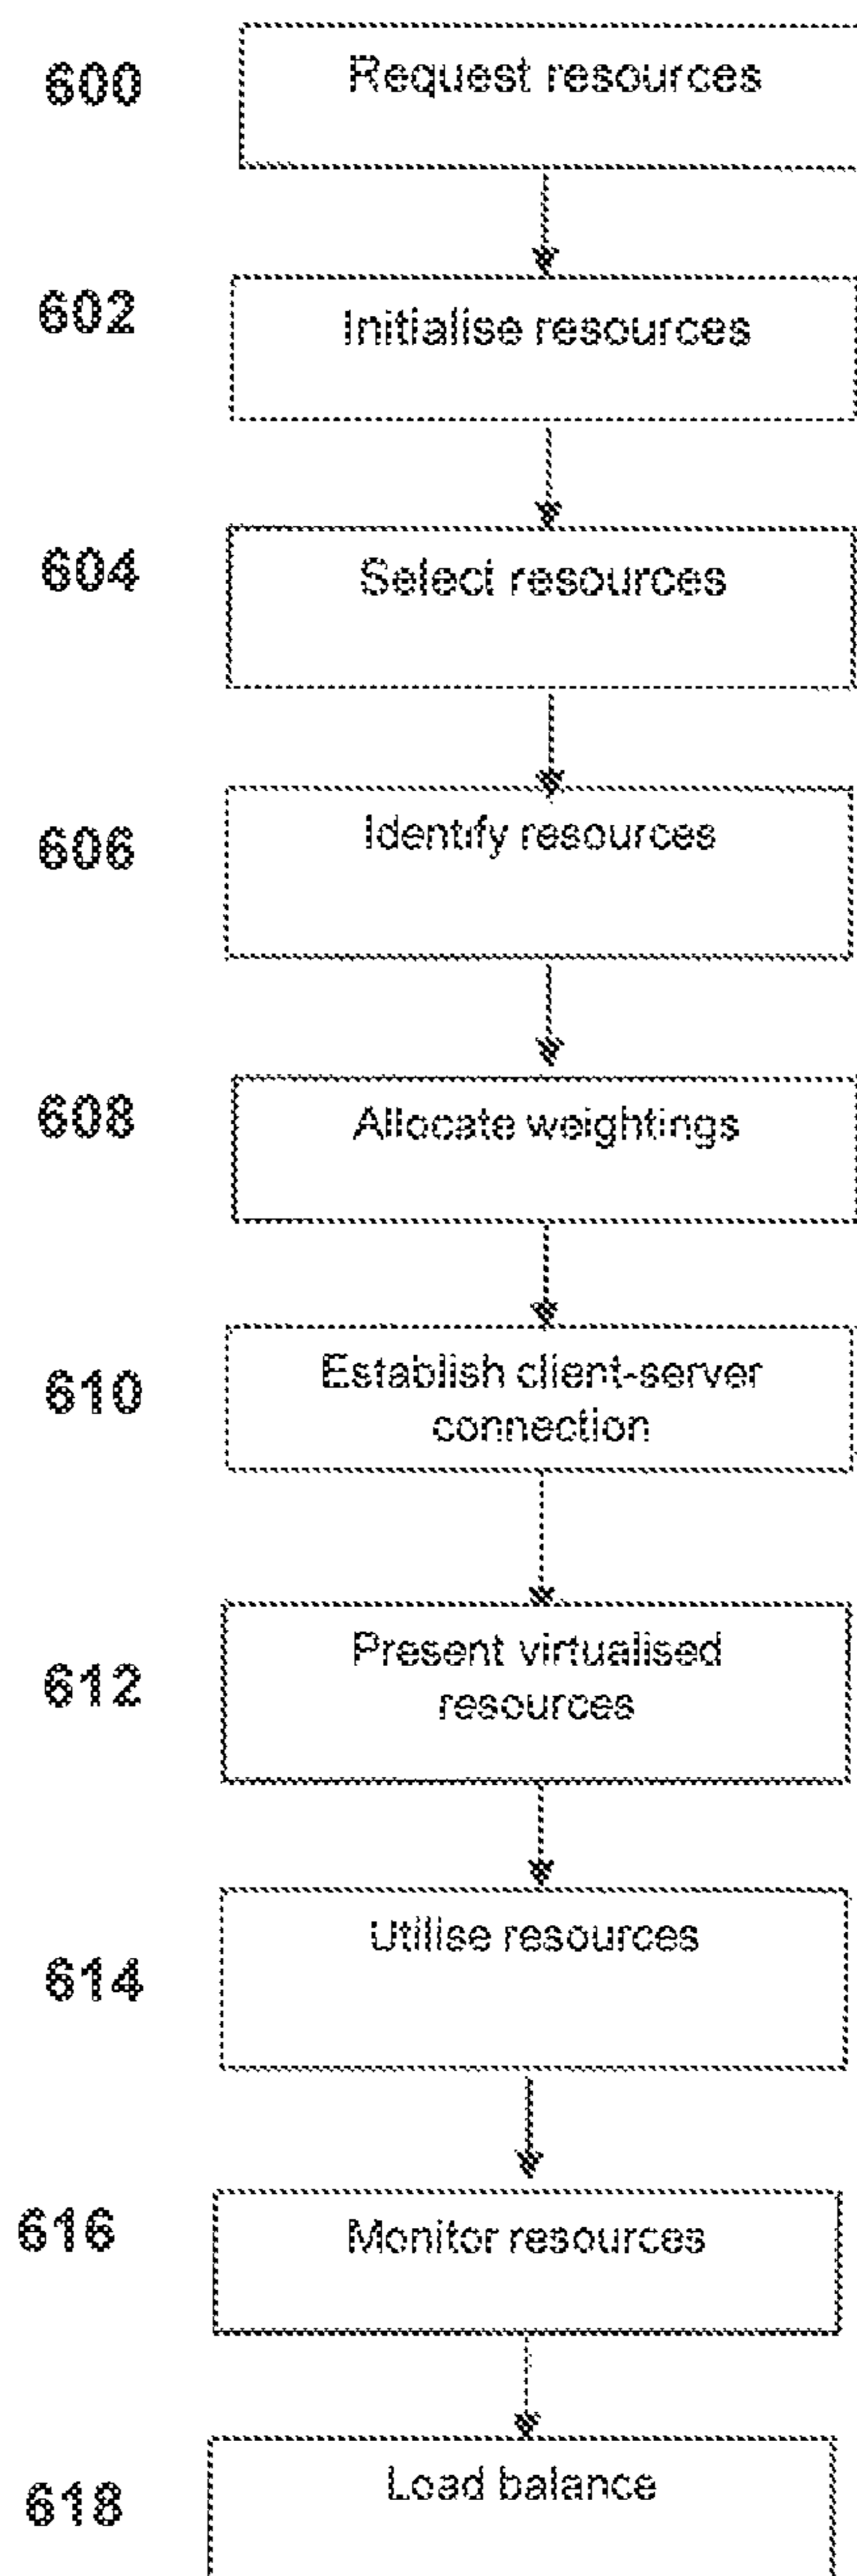 600
Request resources
602
Initialise resources
604
Select resources
606
Identify resources
608
Allocate weightings
610
Establish client-server
connection
612
Present virtualised
resources
614
Utilise resources
616
Monitor resources
618
Load balance